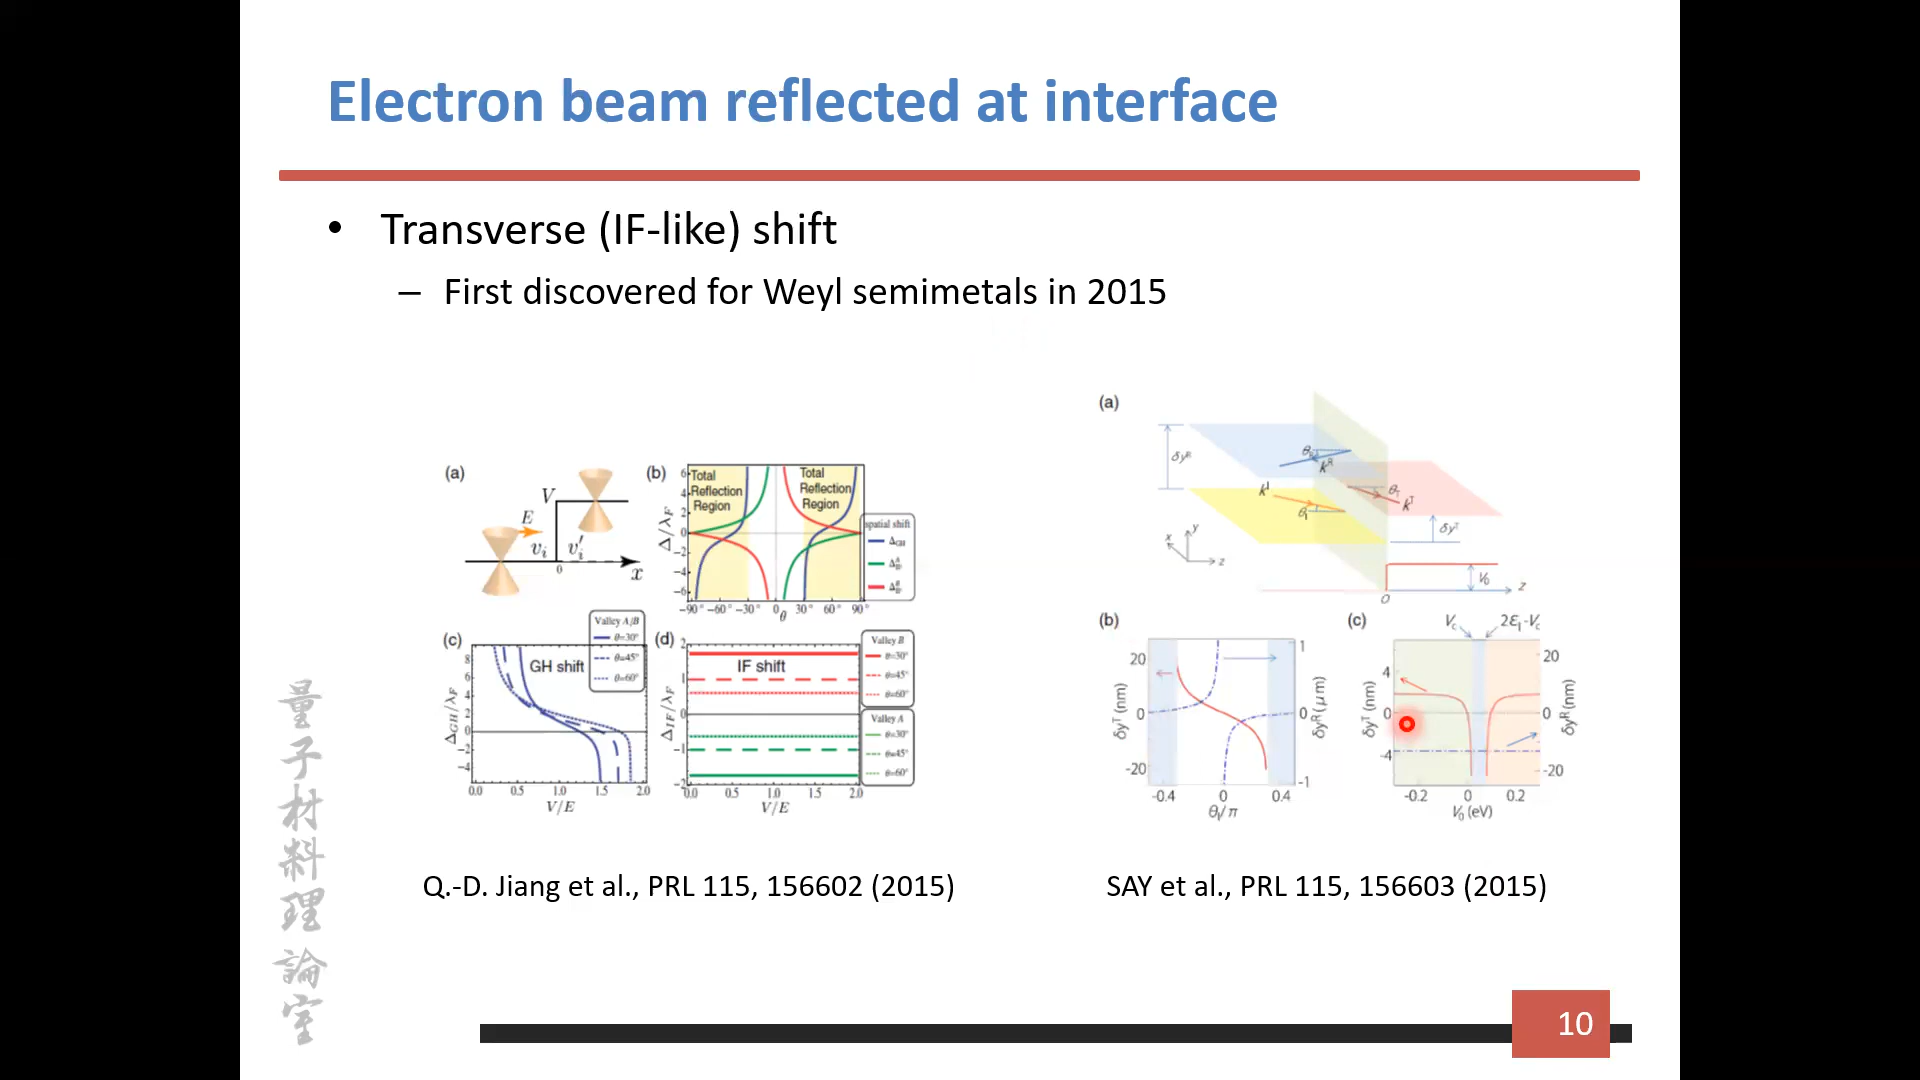 Electron beam reflected at interface
• Transverse (IF-like) shift
– First discovered for Weyl semimetals in 2015
(a)
V
E
v_i v_i'
0
x
(b)
Total Reflection Region
Total Reflection Region
Δ/λ_F
6
4
2
0
−2
−4
−6
−90° −60° −30° 0 30° 60° 90°
θ
spatial shift
Δ_GH
(c)
GH shift
Valley A/B
θ=30°
θ=45°
θ=60°
Δ_GH/λ_F
8
6
4
2
0
−2
−4
0.0 0.5 1.0 1.5 2.0
V/E
(d)
IF shift
Δ_IF/λ_F
2
1
0
−1
−2
0.0 0.5 1.0 1.5 2.0
V/E
Valley B
θ=30°
θ=45°
θ=60°
Valley A
θ=30°
θ=45°
θ=60°
Q.-D. Jiang et al., PRL 115, 156602 (2015)
(a)
δy^R
k^R
k^I
θ_I
θ_T
k^T
δy^T
x y z
V_0
0
z
(b)
δy^T (nm)
20
0
-20
-0.4 0 0.4
θ_I/π
1
0
-1
δy^R (μm)
(c)
V_c 2ε_I-V_c
δy^T (nm)
4
0
-4
-0.2 0 0.2
V_0 (eV)
20
0
-20
δy^R (nm)
SAY et al., PRL 115, 156603 (2015)
量子材料理論室
10